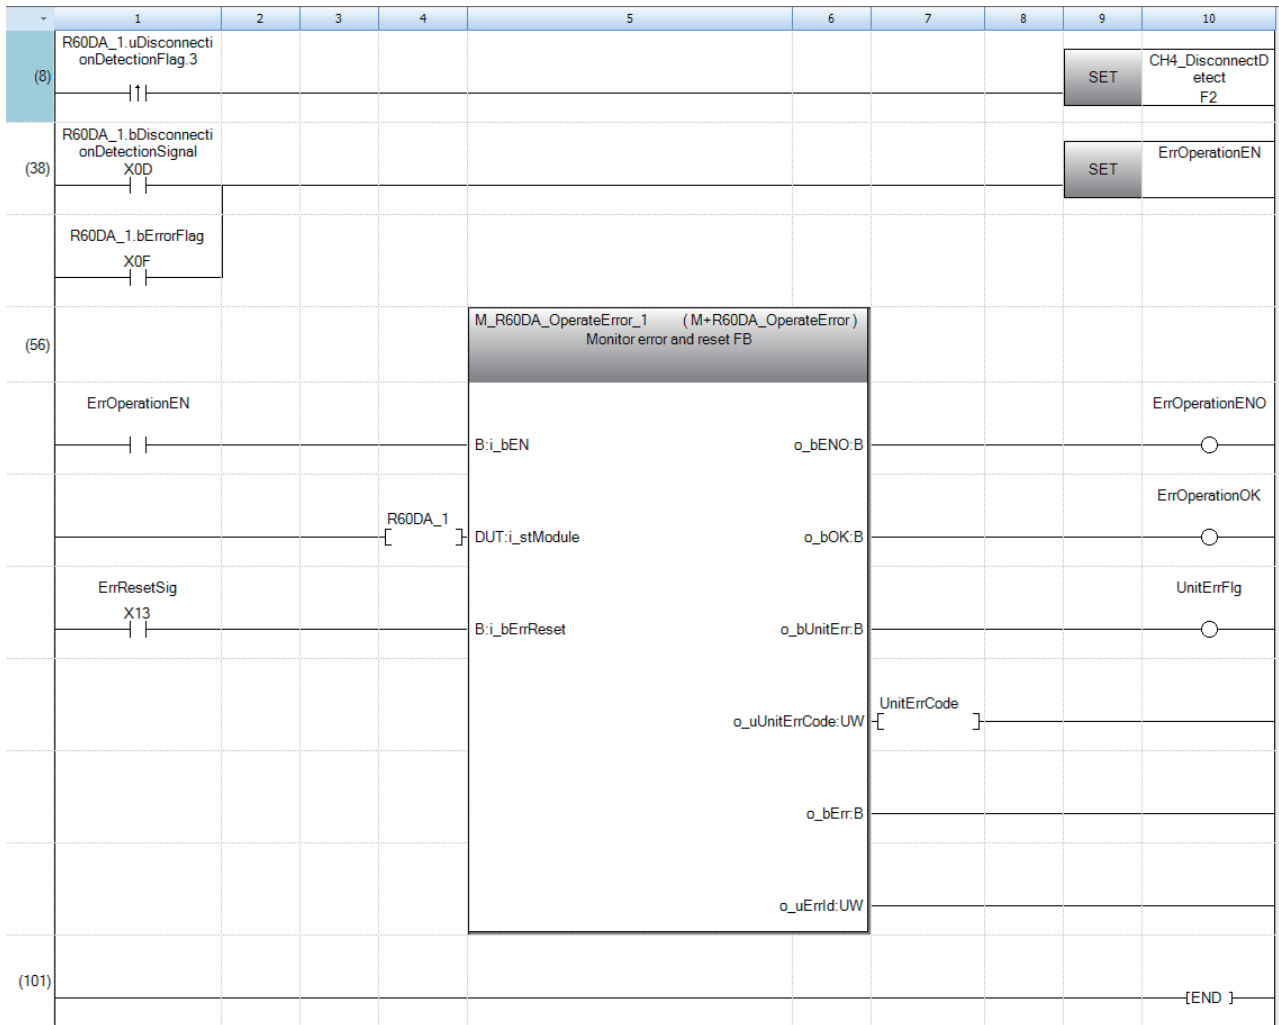 1 2 3 4 5 6 7 8 9 10
R60DA_1.uDisconnecti
onDetectionFlag.3
(8)
SET
CH4_DisconnectD
etect
F2
R60DA_1.bDisconnecti
onDetectionSignal
(38)
X0D
SET
ErrOperationEN
R60DA_1.bErrorFlag
X0F
(56)
M_R60DA_OperateError_1 (M+R60DA_OperateError)
Monitor error and reset FB
ErrOperationEN
B:i_bEN
o_bENO:B
ErrOperationENO
R60DA_1
DUT:i_stModule
o_bOK:B
ErrOperationOK
ErrResetSig
X13
B:i_bErrReset
o_bUnitErr:B
UnitErrFlg
o_uUnitErrCode:UW
UnitErrCode
o_bErr:B
o_uErrId:UW
(101)
[END]